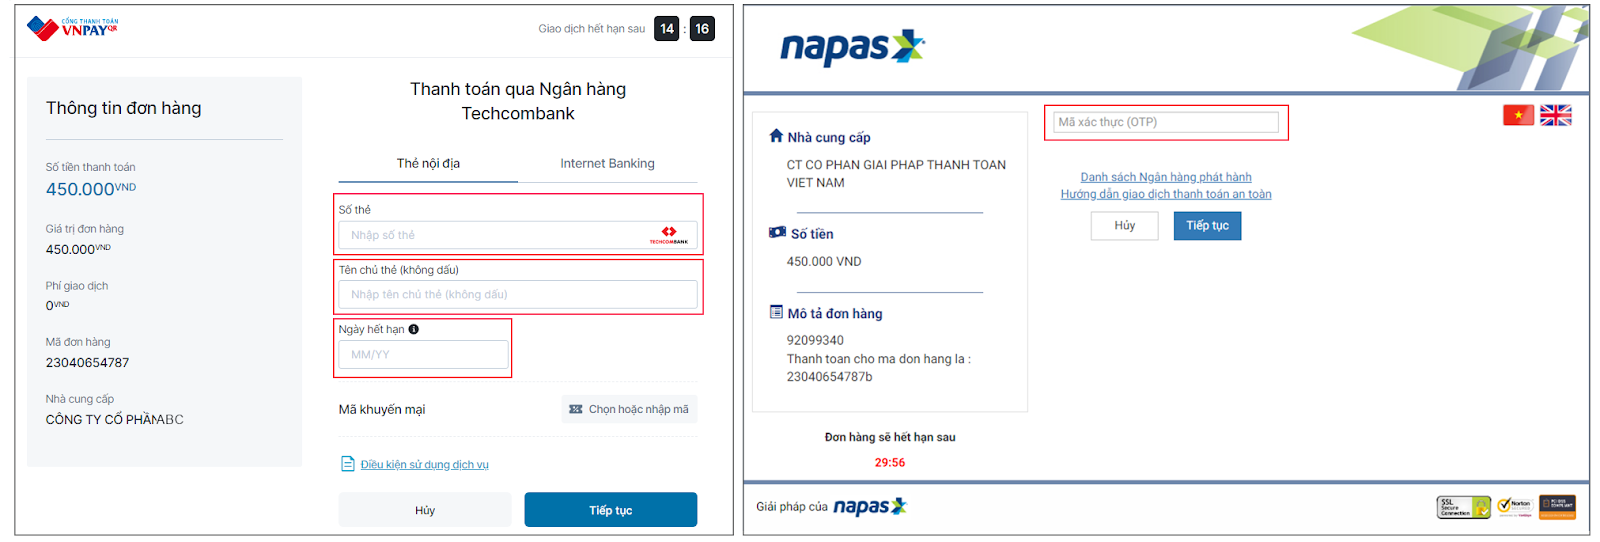 CỔNG THANH TOÁN
VNPAYQR
Giao dịch hết hạn sau 14 : 16
Thông tin đơn hàng
Số tiền thanh toán
450.000VND
Giá trị đơn hàng
450.000VND
Phí giao dịch
0VND
Mã đơn hàng
23040654787
Nhà cung cấp
CÔNG TY CỔ PHẦN ABC
Thanh toán qua Ngân hàng
Techcombank
Thẻ nội địa
Internet Banking
Số thẻ
Nhập số thẻ
TECHCOMBANK
Tên chủ thẻ (không dấu)
Nhập tên chủ thẻ (không dấu)
Ngày hết hạn
MM/YY
Mã khuyến mại
Chọn hoặc nhập mã
Điều kiện sử dụng dịch vụ
Hủy
Tiếp tục
napas
Nhà cung cấp
CT CO PHAN GIAI PHAP THANH TOAN
VIET NAM
Số tiền
450.000 VND
Mô tả đơn hàng
92099340
Thanh toan cho ma don hang la :
23040654787b
Đơn hàng sẽ hết hạn sau
29:56
Mã xác thực (OTP)
Danh sách Ngân hàng phát hành
Hướng dẫn giao dịch thanh toán an toàn
Hủy
Tiếp tục
Giải pháp của napas
SSL
Secure
Connection
Norton